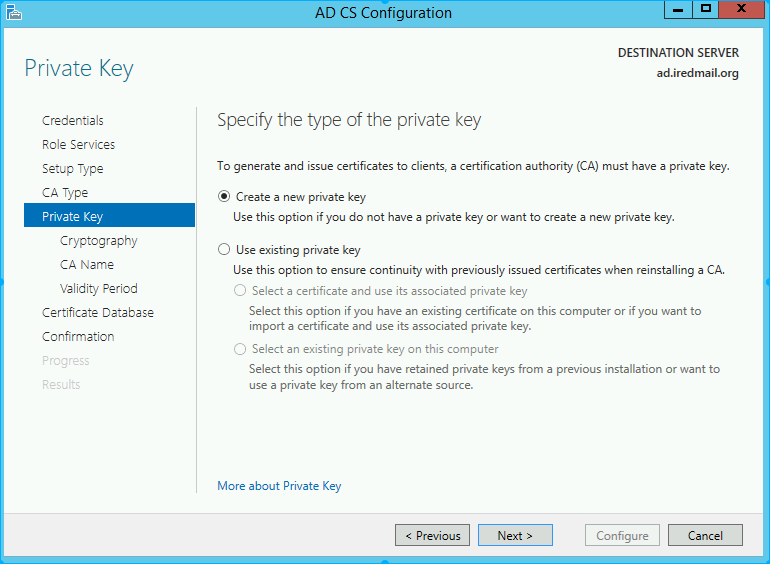 AD CS Configuration
DESTINATION SERVER
ad.iredmail.org
Private Key
Credentials
Role Services
Setup Type
CA Type
Private Key
Cryptography
CA Name
Validity Period
Certificate Database
Confirmation
Progress
Results
Specify the type of the private key
To generate and issue certificates to clients, a certification authority (CA) must have a private key.
Create a new private key
Use this option if you do not have a private key or want to create a new private key.
Use existing private key
Use this option to ensure continuity with previously issued certificates when reinstalling a CA.
Select a certificate and use its associated private key
Select this option if you have an existing certificate on this computer or if you want to
import a certificate and use its associated private key.
Select an existing private key on this computer
Select this option if you have retained private keys from a previous installation or want to
use a private key from an alternate source.
More about Private Key
< Previous
Next >
Configure
Cancel